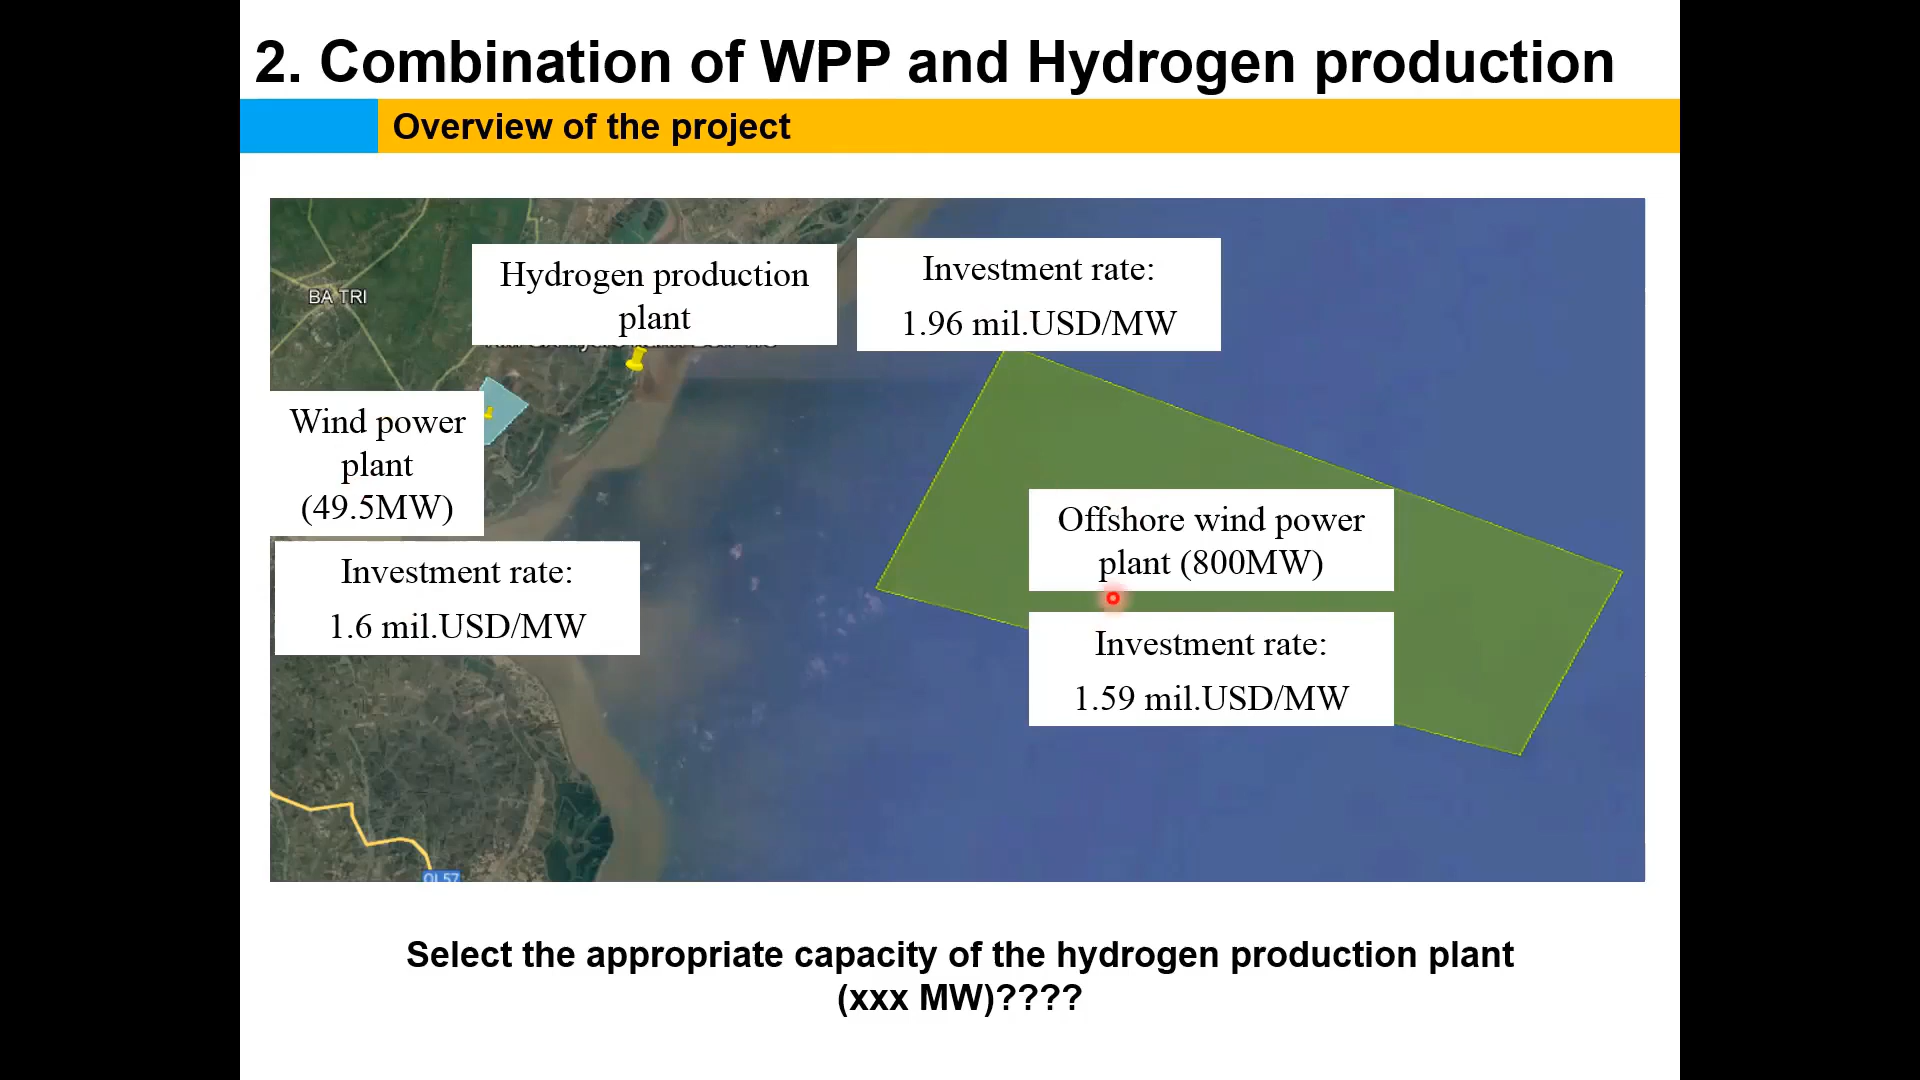 2. Combination of WPP and Hydrogen production
Overview of the project
BA TRI
Hydrogen production
plant
Investment rate:
1.96 mil.USD/MW
Wind power
plant
(49.5MW)
Investment rate:
1.6 mil.USD/MW
Offshore wind power
plant (800MW)
Investment rate:
1.59 mil.USD/MW
QL57
Select the appropriate capacity of the hydrogen production plant
(xxx MW)????